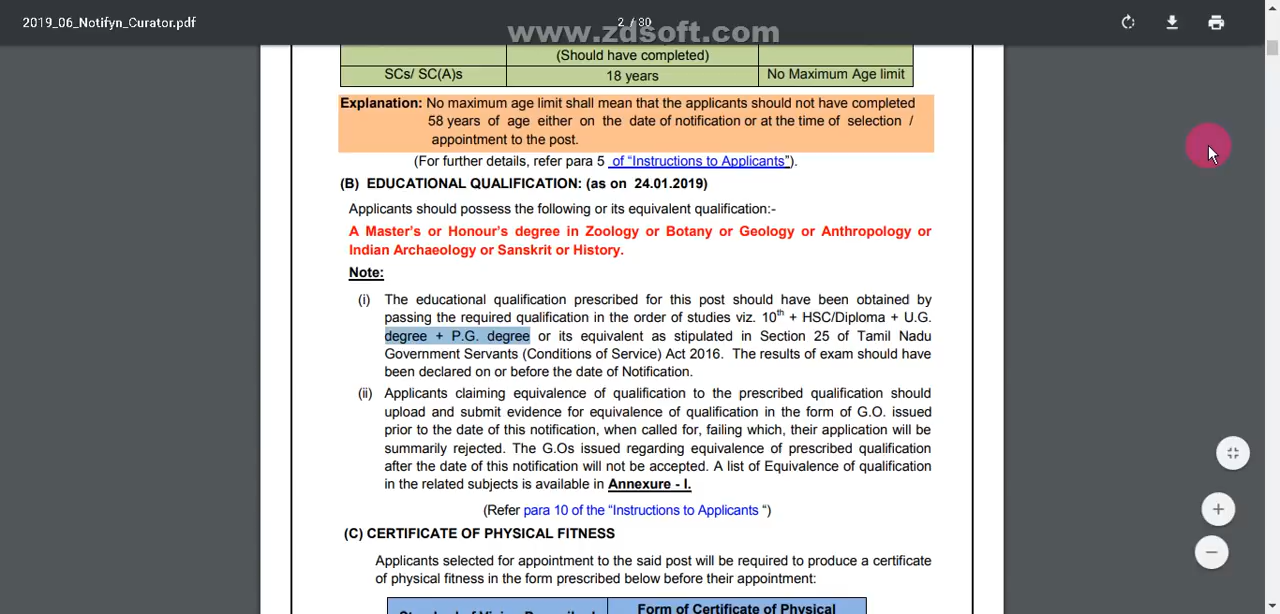 2019_06_Notifyn_Curator.pdf
2 / 30
www.zdsoft.com
(Should have completed)
SCs/ SC(A)s 18 years No Maximum Age limit
Explanation: No maximum age limit shall mean that the applicants should not have completed
58 years of age either on the date of notification or at the time of selection /
appointment to the post.
(For further details, refer para 5 of “Instructions to Applicants”).
(B) EDUCATIONAL QUALIFICATION: (as on 24.01.2019)
Applicants should possess the following or its equivalent qualification:-
A Master’s or Honour’s degree in Zoology or Botany or Geology or Anthropology or
Indian Archaeology or Sanskrit or History.
Note:
(i) The educational qualification prescribed for this post should have been obtained by
passing the required qualification in the order of studies viz. 10th + HSC/Diploma + U.G.
degree + P.G. degree or its equivalent as stipulated in Section 25 of Tamil Nadu
Government Servants (Conditions of Service) Act 2016. The results of exam should have
been declared on or before the date of Notification.
(ii) Applicants claiming equivalence of qualification to the prescribed qualification should
upload and submit evidence for equivalence of qualification in the form of G.O. issued
prior to the date of this notification, when called for, failing which, their application will be
summarily rejected. The G.Os issued regarding equivalence of prescribed qualification
after the date of this notification will not be accepted. A list of Equivalence of qualification
in the related subjects is available in Annexure - I.
(Refer para 10 of the “Instructions to Applicants “)
(C) CERTIFICATE OF PHYSICAL FITNESS
Applicants selected for appointment to the said post will be required to produce a certificate
of physical fitness in the form prescribed below before their appointment:
Form of Certificate of Physical